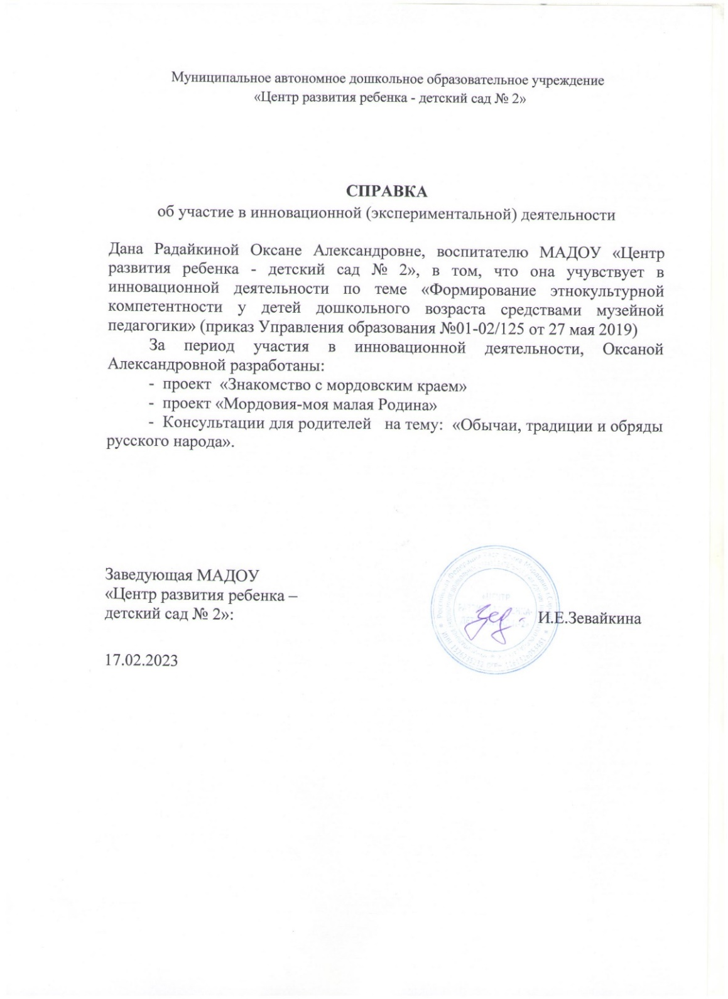 Муниципальное автономное дошкольное образовательное учреждение
«Центр развития ребенка - детский сад № 2»
СПРАВКА
об участие в инновационной (экспериментальной) деятельности
Дана Радайкиной Оксане Александровне, воспитателю МАДОУ «Центр
развития ребенка - детский сад № 2», в том, что она учувствует в
инновационной деятельности по теме «Формирование этнокультурной
компетентности у детей дошкольного возраста средствами музейной
педагогики» (приказ Управления образования №01-02/125 от 27 мая 2019)
За период участия в инновационной деятельности, Оксаной
Александровной разработаны:
- проект «Знакомство с мордовским краем»
- проект «Мордовия-моя малая Родина»
- Консультации для родителей на тему: «Обычаи, традиции и обряды
русского народа».
Заведующая МАДОУ
«Центр развития ребенка –
детский сад № 2»:
И.Е.Зевайкина
17.02.2023